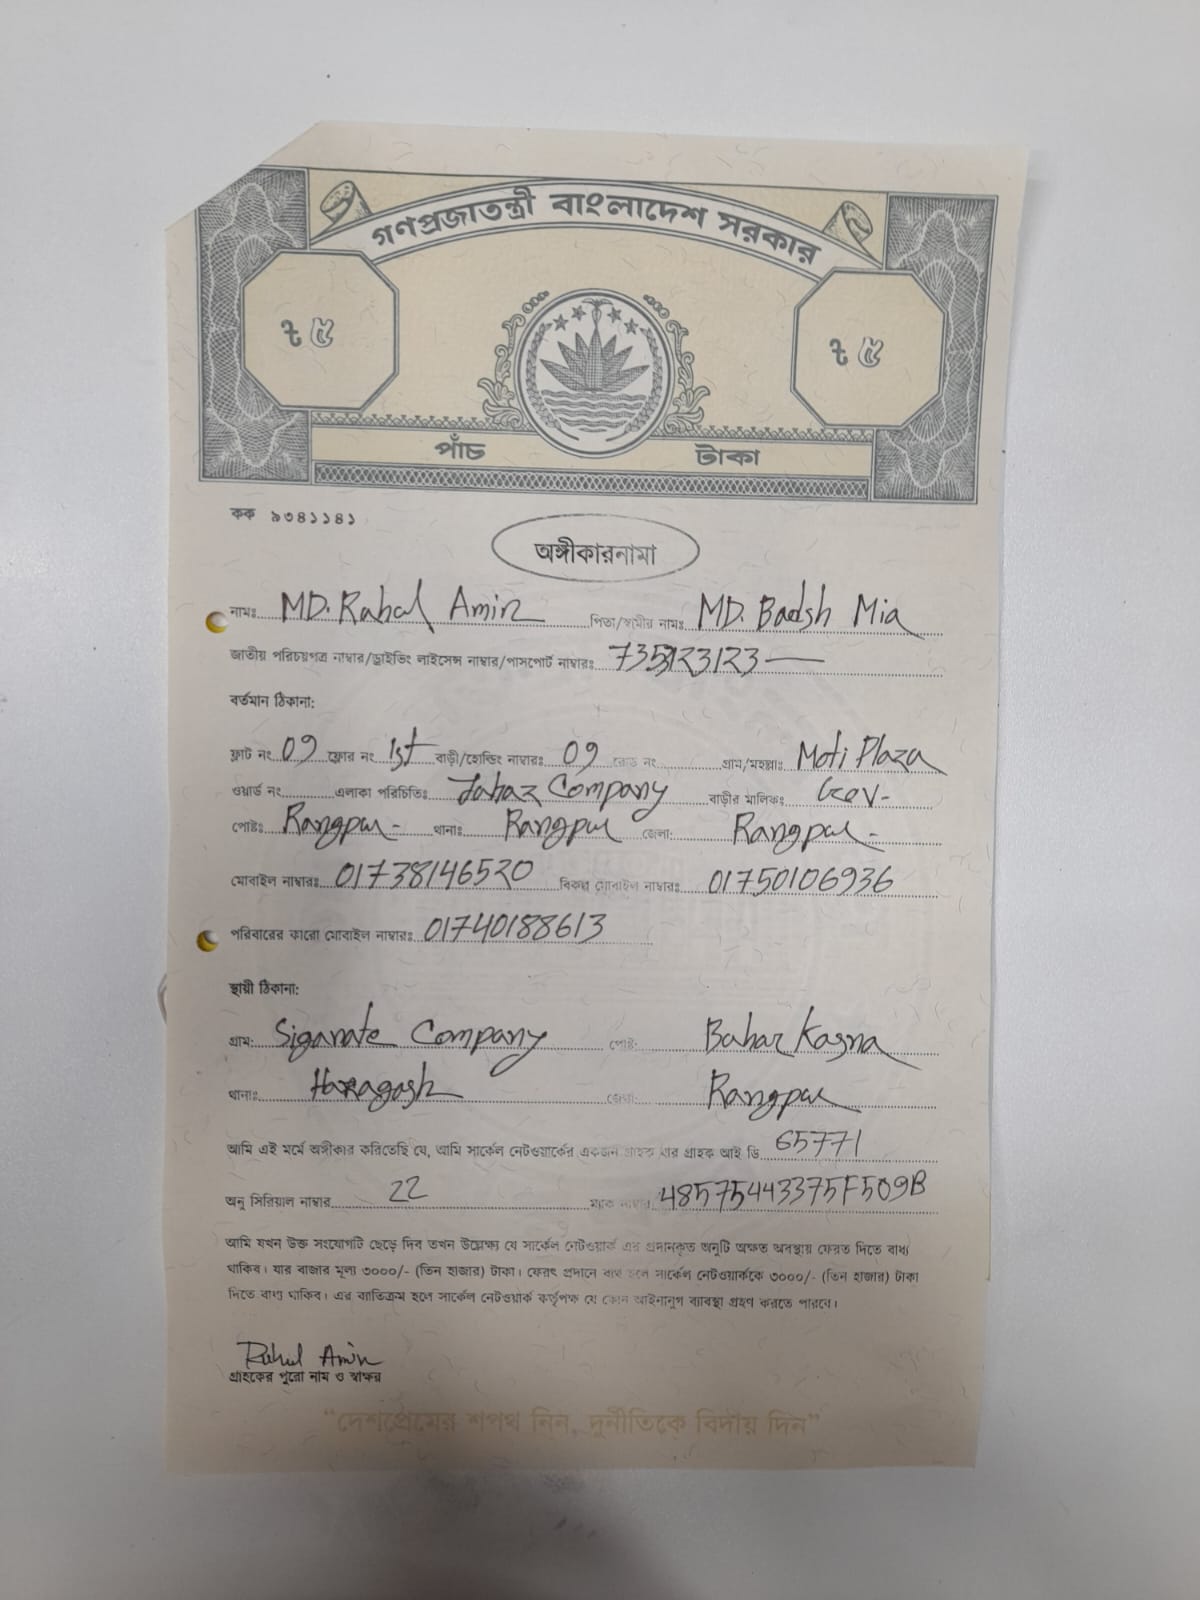 গণপ্রজাতন্ত্রী বাংলাদেশ সরকার
৳ ৫ ৳ ৫
পাঁচ টাকা
কক ৯৩৪১১৪১
অঙ্গীকারনামা
নামঃ MD. Rahul Amin পিতা/স্বামীর নামঃ MD. Badsh Mia
জাতীয় পরিচয়পত্র নাম্বার/ড্রাইভিং লাইসেন্স নাম্বার/পাসপোর্ট নাম্বারঃ
বর্তমান ঠিকানা:
ফ্লাট নং 09 ফ্লোর নং 1st বাড়ী/হোল্ডিং নাম্বারঃ 09 রোড নং গ্রাম/মহল্লাঃ Moti Plaza
ওয়ার্ড নং এলাকা পরিচিতিঃ Jahaz Company বাড়ীর মালিকঃ Gov-
পোষ্টঃ Rangpur- থানাঃ Rangpur জেলা: Rangpur-
মোবাইল নাম্বারঃ 01738146520 বিকল্প মোবাইল নাম্বারঃ 01750106936
পরিবারের কারো মোবাইল নাম্বারঃ 01740188613
স্থায়ী ঠিকানা:
গ্রাম: Company পোষ্ট: Bahar Kasna
থানাঃ Haragash জেলা: Rangpur
আমি এই মর্মে অঙ্গীকার করিতেছি যে, আমি সার্কেল নেটওয়ার্কের একজন গ্রাহক যার গ্রাহক আই ডি 65771
অনু সিরিয়াল নাম্বার 22 ম্যাক নাম্বার 48575443375F509B
আমি যখন উক্ত সংযোগটি ছেড়ে দিব তখন উল্লেক্ষ্য যে সার্কেল নেটওয়ার্ক এর প্রদানকৃত অনুটি অক্ষত অবস্থায় ফেরত দিতে বাধ্য
থাকিব। যার বাজার মূল্য ৩০০০/- (তিন হাজার) টাকা। ফেরৎ প্রদানে ব্যর্থ হলে সার্কেল নেটওয়ার্ককে ৩০০০/- (তিন হাজার) টাকা
দিতে বাধ্য থাকিব। এর ব্যতিক্রম হলে সার্কেল নেটওয়ার্ক কর্তৃপক্ষ যে কোন আইনানুগ ব্যাবস্থা গ্রহণ করতে পারবে।
Rahul Amin
গ্রাহকের পুরো নাম ও স্বাক্ষর
“দেশপ্রেমের শপথ নিন, দুর্নীতিকে বিদায় দিন”